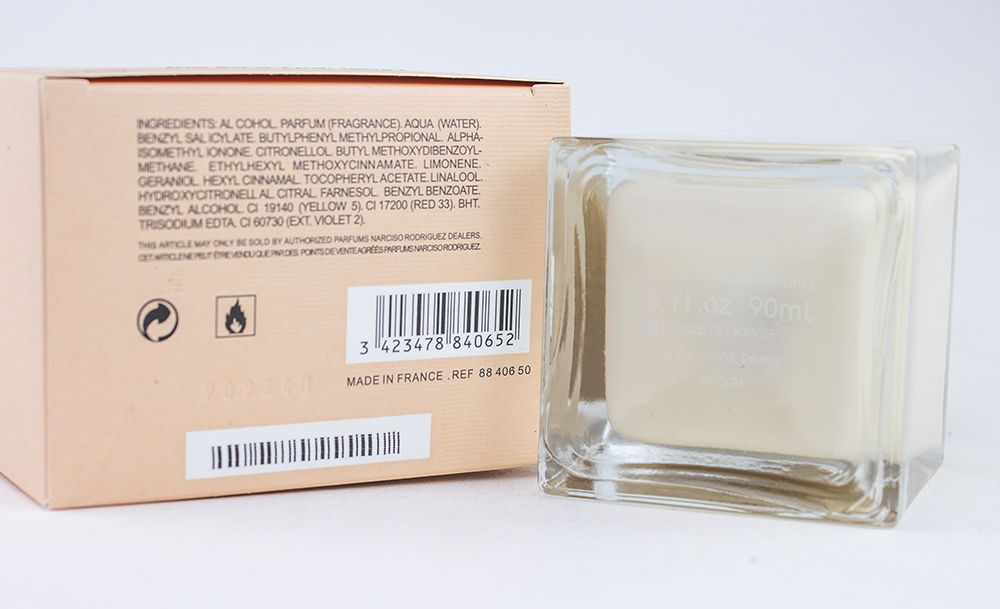 INGREDIENTS: ALCOHOL. PARFUM (FRAGRANCE). AQUA (WATER).
BENZYL SALICYLATE. BUTYLPHENYL METHYLPROPIONAL. ALPHA-
ISOMETHYL IONONE. CITRONELLOL. BUTYL METHOXYDIBENZOYL-
METHANE. ETHYLHEXYL METHOXYCINNAMATE. LIMONENE.
GERANIOL. HEXYL CINNAMAL. TOCOPHERYL ACETATE. LINALOOL.
HYDROXYCITRONELLAL. CITRAL. FARNESOL. BENZYL BENZOATE.
BENZYL ALCOHOL. CI 19140 (YELLOW 5). CI 17200 (RED 33). BHT.
TRISODIUM EDTA. CI 60730 (EXT. VIOLET 2).
THIS ARTICLE MAY ONLY BE SOLD BY AUTHORIZED PARFUMS NARCISO RODRIGUEZ DEALERS.
CET ARTICLE NE PEUT ÊTRE VENDU QUE PAR DES POINTS DE VENTE AGRÉÉS PARFUMS NARCISO RODRIGUEZ.
3 423478 840652
MADE IN FRANCE . REF 88 406 50
POUDREE
fl.oz 90mL
MADE IN FRANCE
75008 PARIS